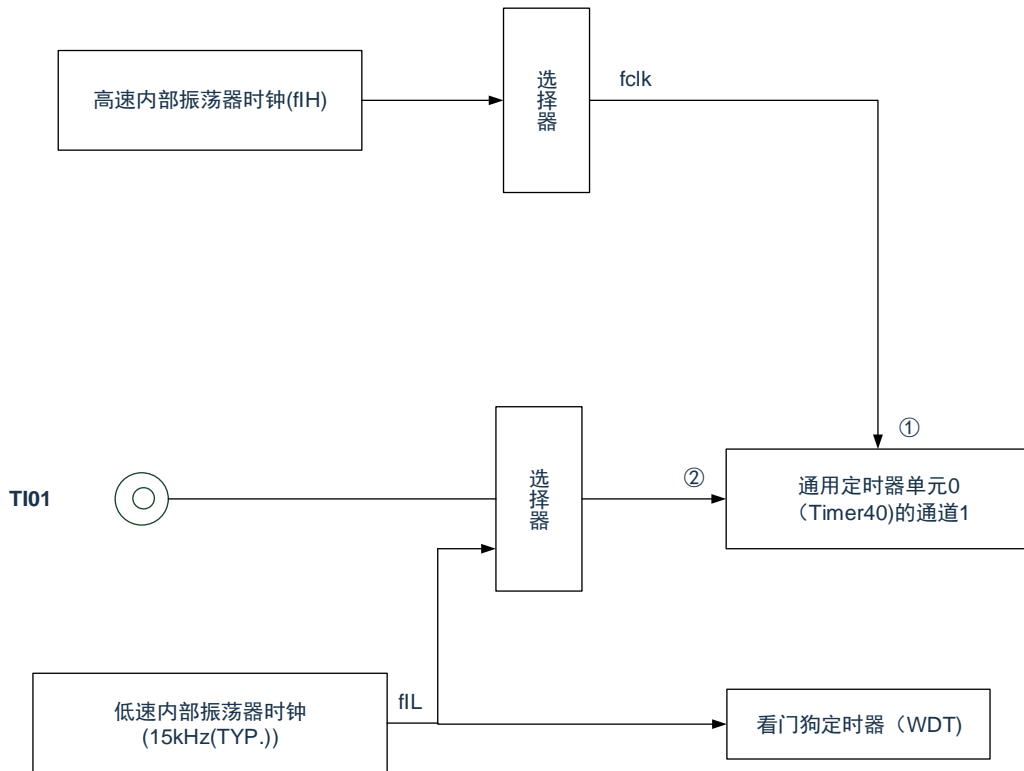 高速内部振荡器时钟(fIH)
选择器
fclk
①
TI01
选择器
②
通用定时器单元0
（Timer40)的通道1
低速内部振荡器时钟
(15kHz(TYP.))
fIL
看门狗定时器（WDT)